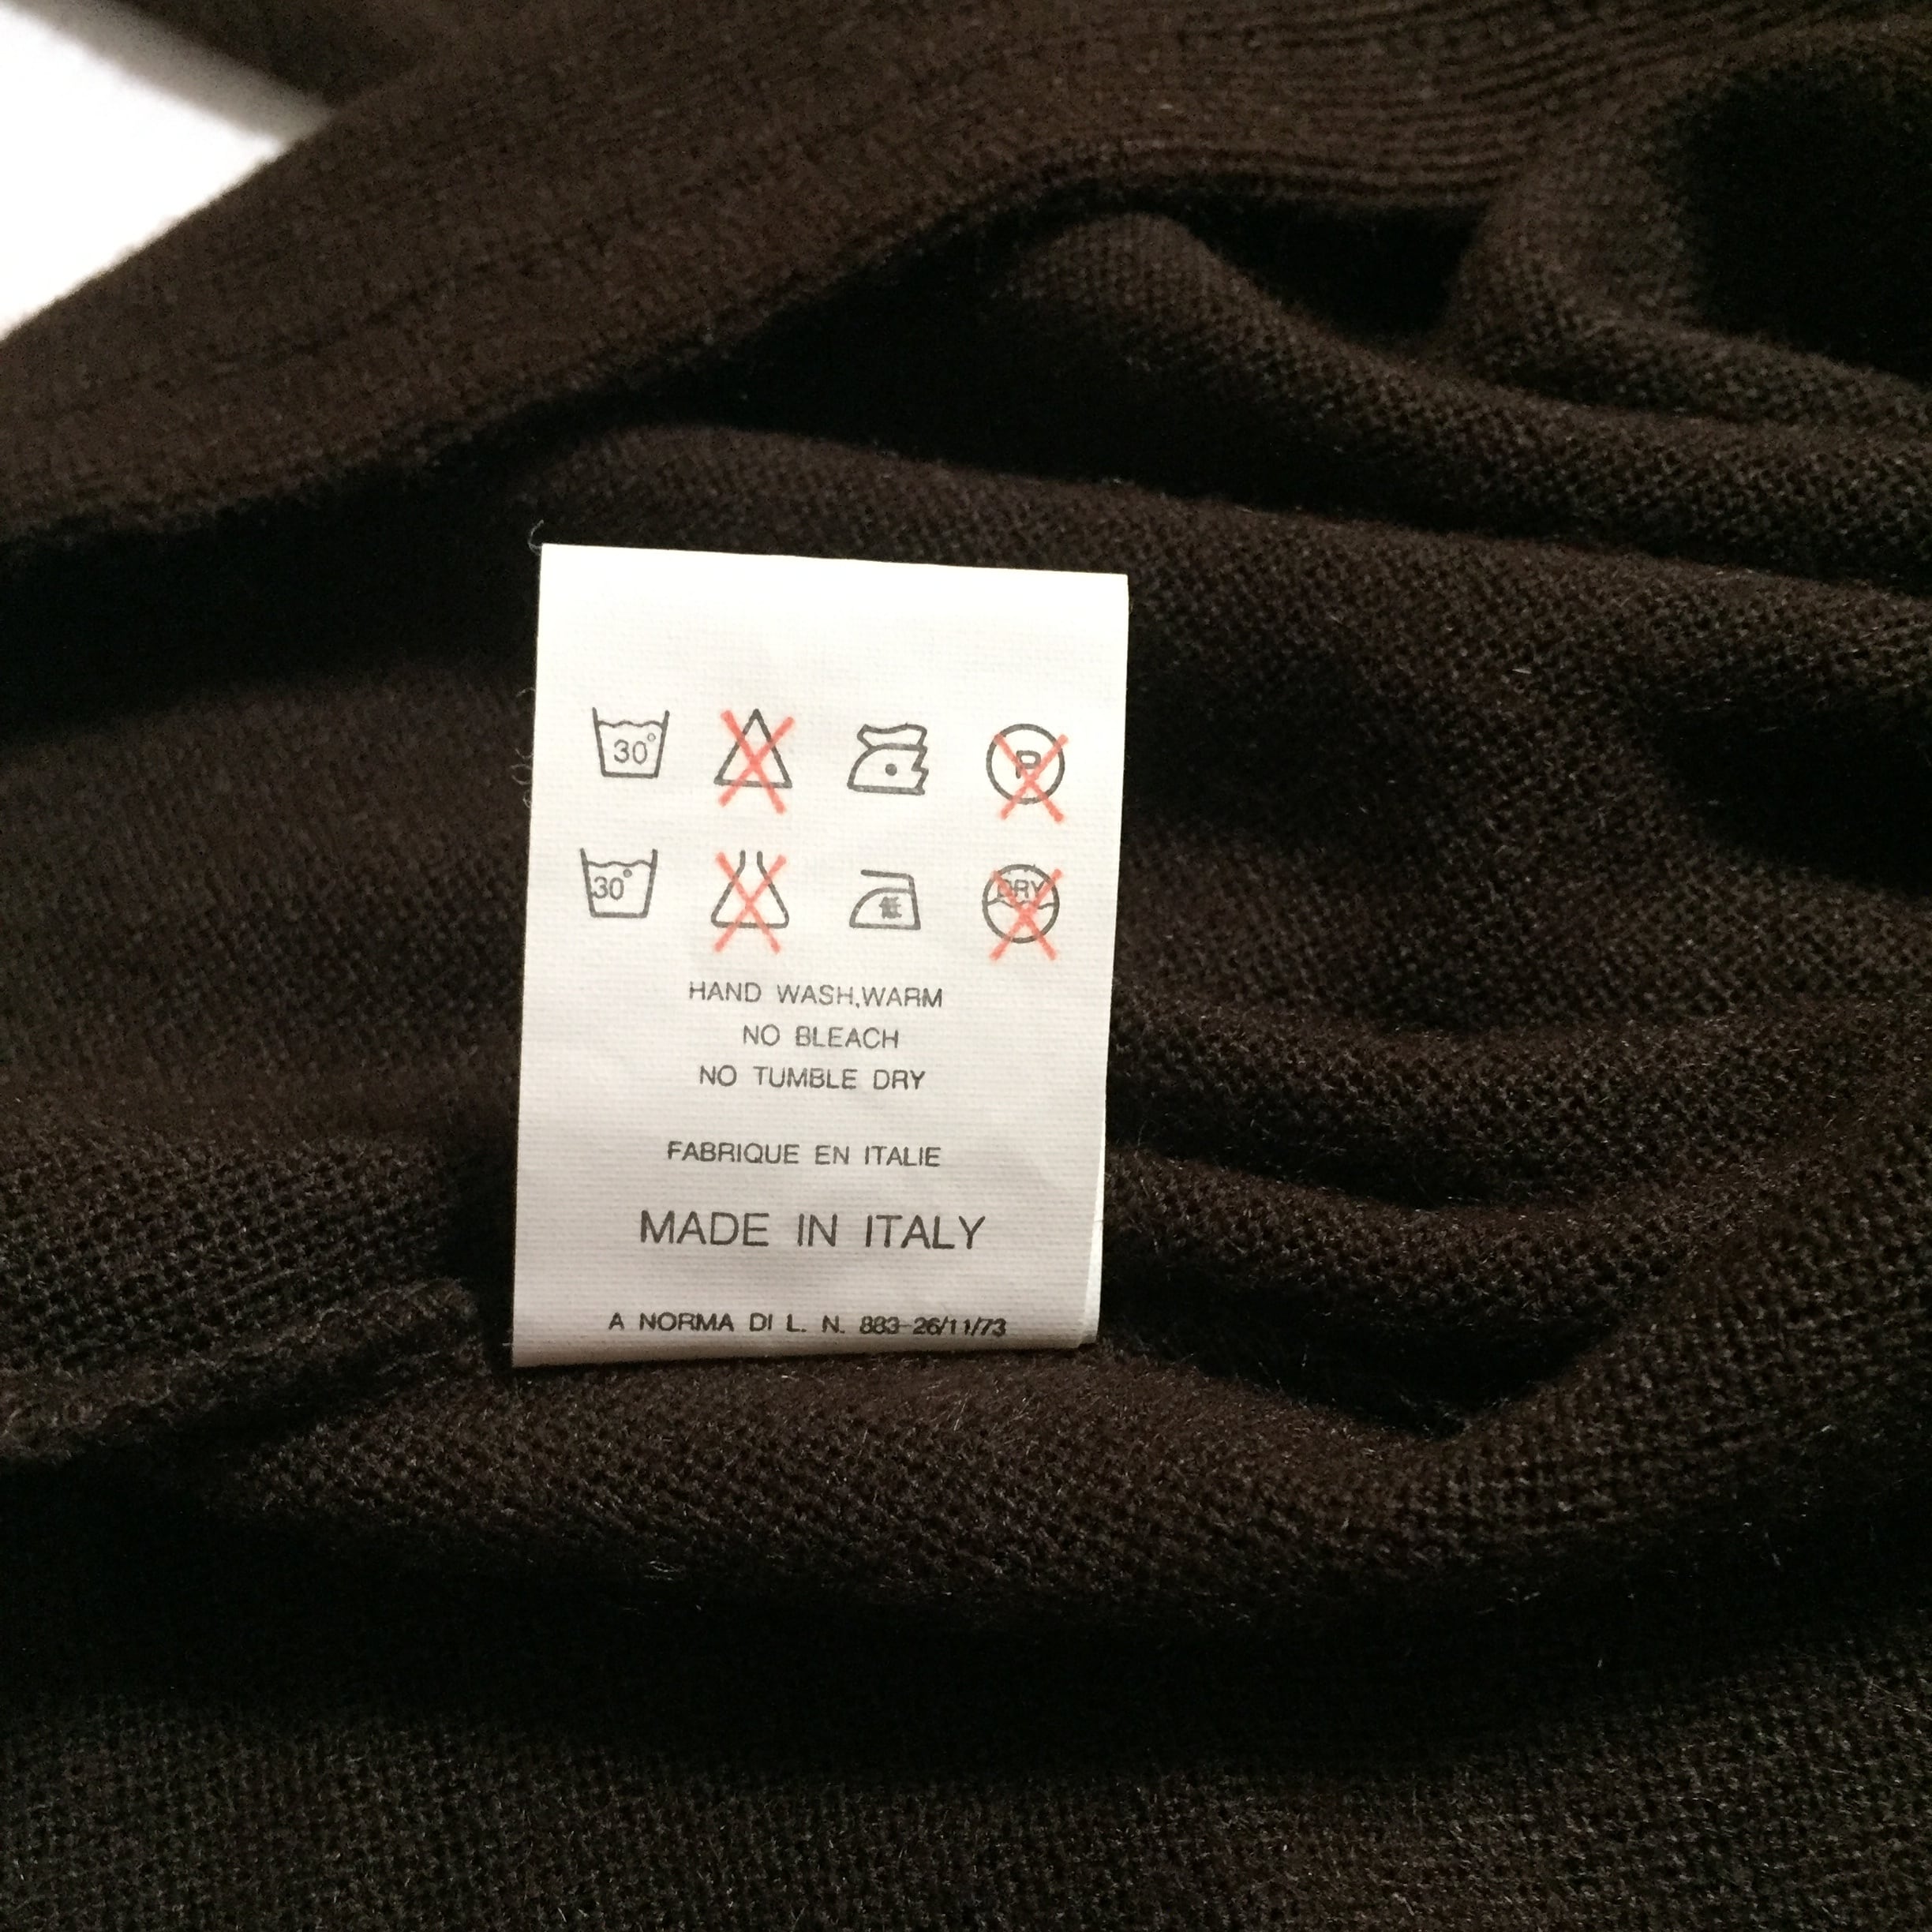 30° P
30° 低 DRY
HAND WASH,WARM
NO BLEACH
NO TUMBLE DRY
FABRIQUE EN ITALIE
MADE IN ITALY
A NORMA DI L. N. 883-26/11/73